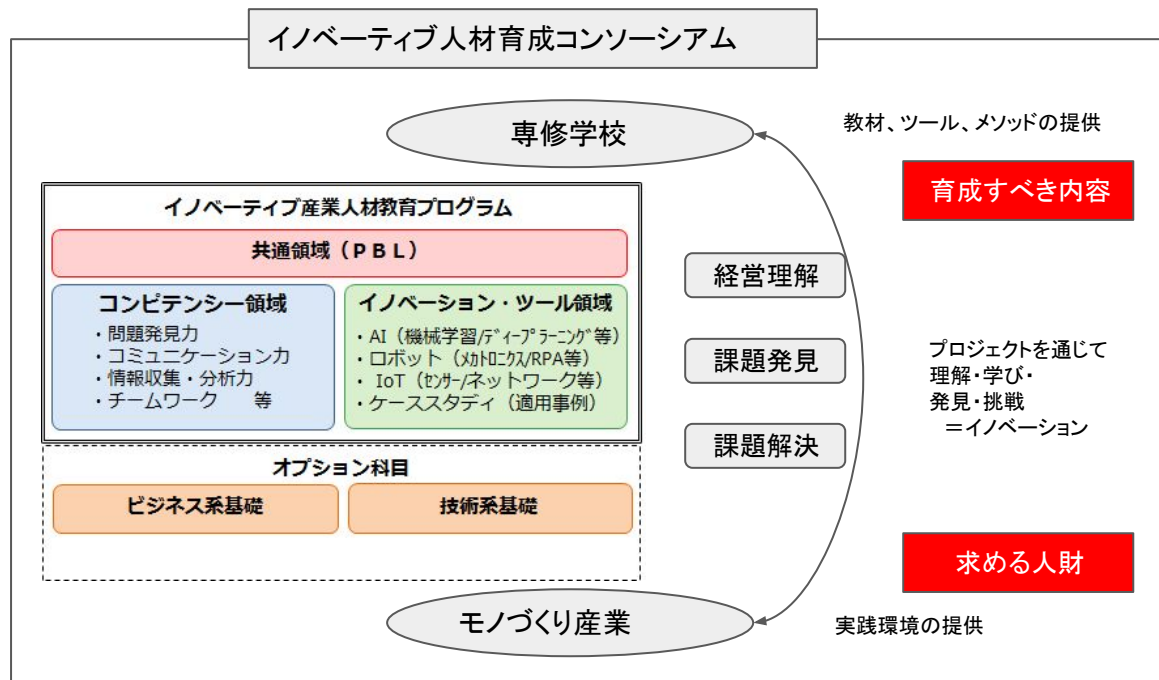 イノベーティブ人材育成コンソーシアム
専修学校
教材、ツール、メソッドの提供
育成すべき内容
イノベーティブ産業人材教育プログラム
共通領域(PBL)
コンピテンシー領域
・問題発見力
・コミュニケーション力
・情報収集・分析力
・チームワーク 等
イノベーション・ツール領域
・AI(機械学習/ディープラーニング等)
・ロボット(メカトロニクス/RPA等)
・ IoT(センサー/ネットワーク等)
・ケーススタディ(適用事例)
経営理解
課題発見
課題解決
プロジェクトを通じて
理解・学び・
発見・挑戦
=イノベーション
オプション科目
ビジネス系基礎
技術系基礎
求める人財
モノづくり産業
実践環境の提供